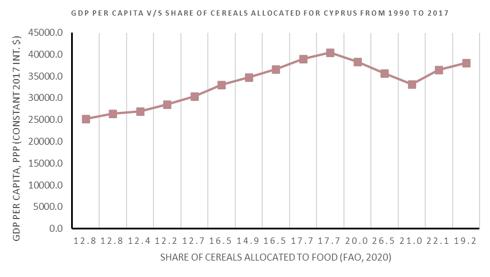 GDP PER CAPITA V/S SHARE OF CEREALS ALLOCATED FOR CYPRUS FROM 1990 TO 2017
GDP PER CAPITA, PPP (CONSTANT 2017 INT. $)
45000.0
40000.0
35000.0
30000.0
25000.0
20000.0
15000.0
10000.0
5000.0
0.0
12.8 12.8 12.4 12.2 12.7 16.5 14.9 16.5 17.7 17.7 20.0 26.5 21.0 22.1 19.2
SHARE OF CEREALS ALLOCATED TO FOOD (FAO, 2020)